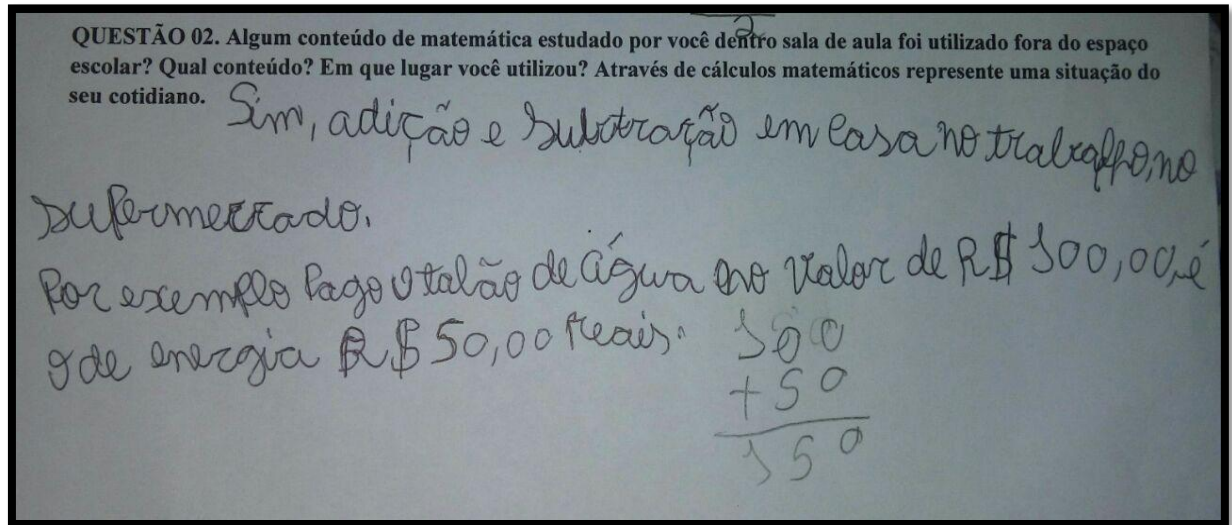 QUESTÃO 02. Algum conteúdo de matemática estudado por você dentro sala de aula foi utilizado fora do espaço
escolar? Qual conteúdo? Em que lugar você utilizou? Através de cálculos matemáticos represente uma situação do
seu cotidiano. Sim, adição e subtração em casa no trabalho, no
supermercado.
Por exemplo Pago o talão de água no valor de R$ 100,00, é
o de energia R$ 50,00 reais.
100
+ 50
150